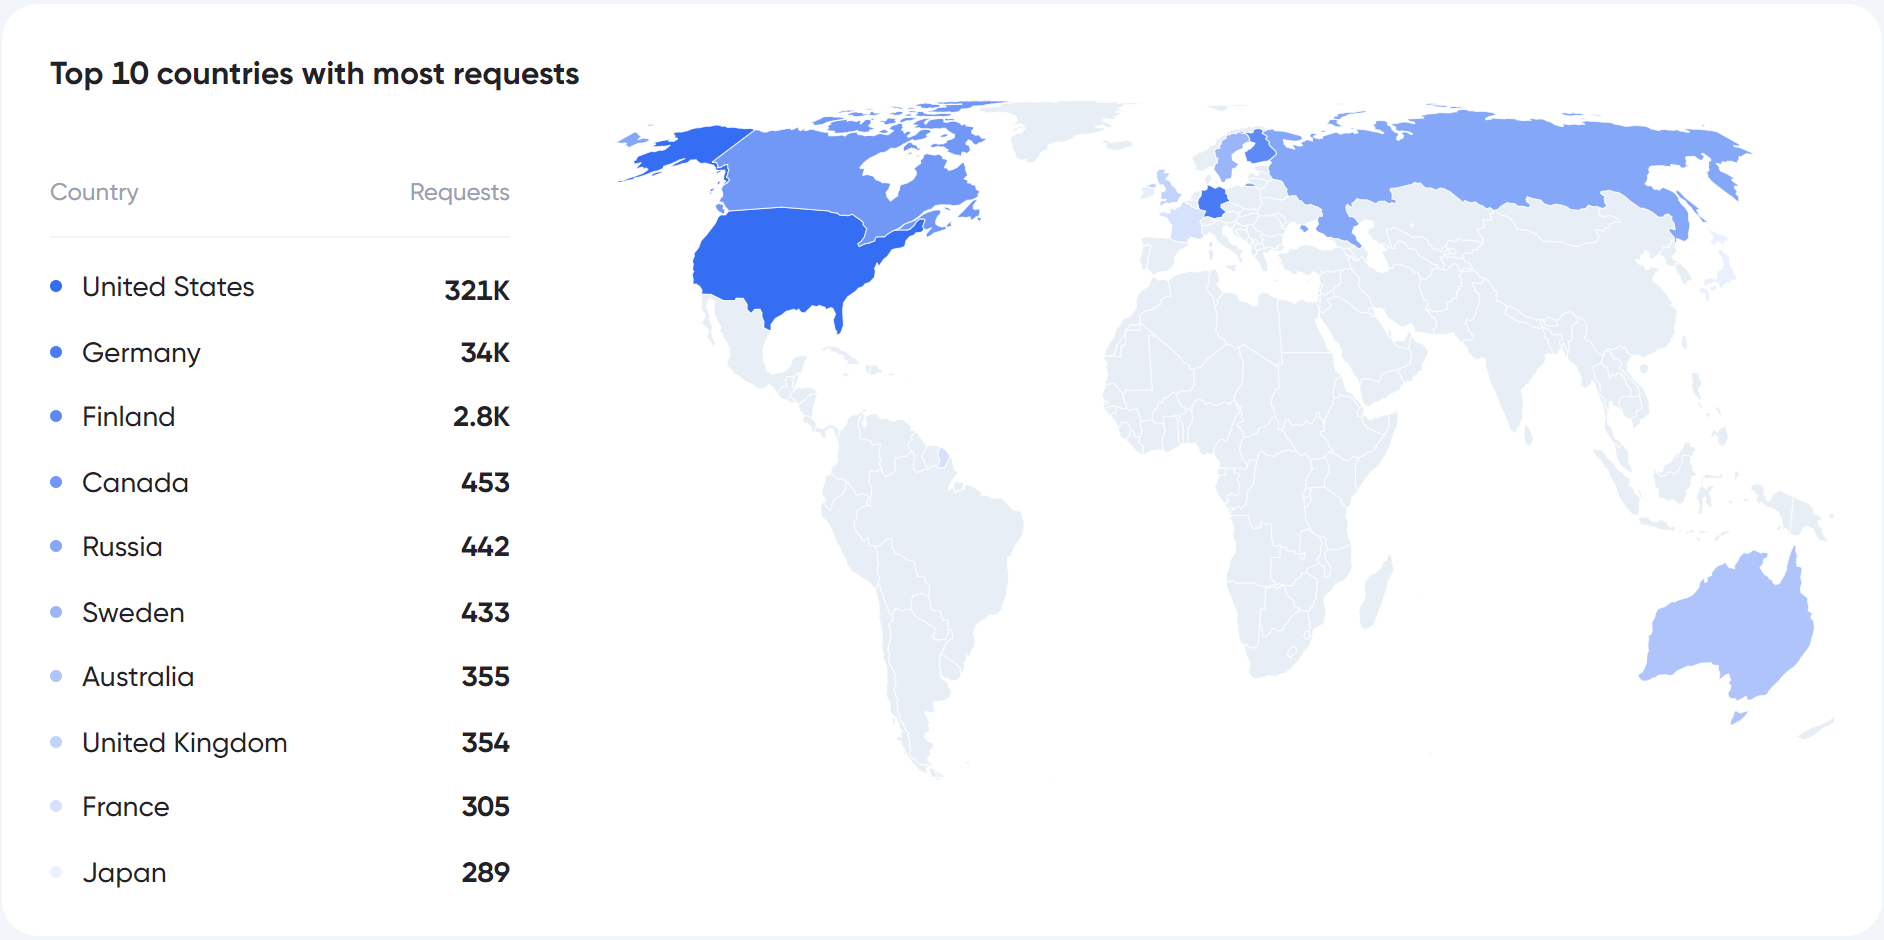 Top 10 countries with most requests
Country Requests
United States 321K
Germany 34K
Finland 2.8K
Canada 453
Russia 442
Sweden 433
Australia 355
United Kingdom 354
France 305
Japan 289